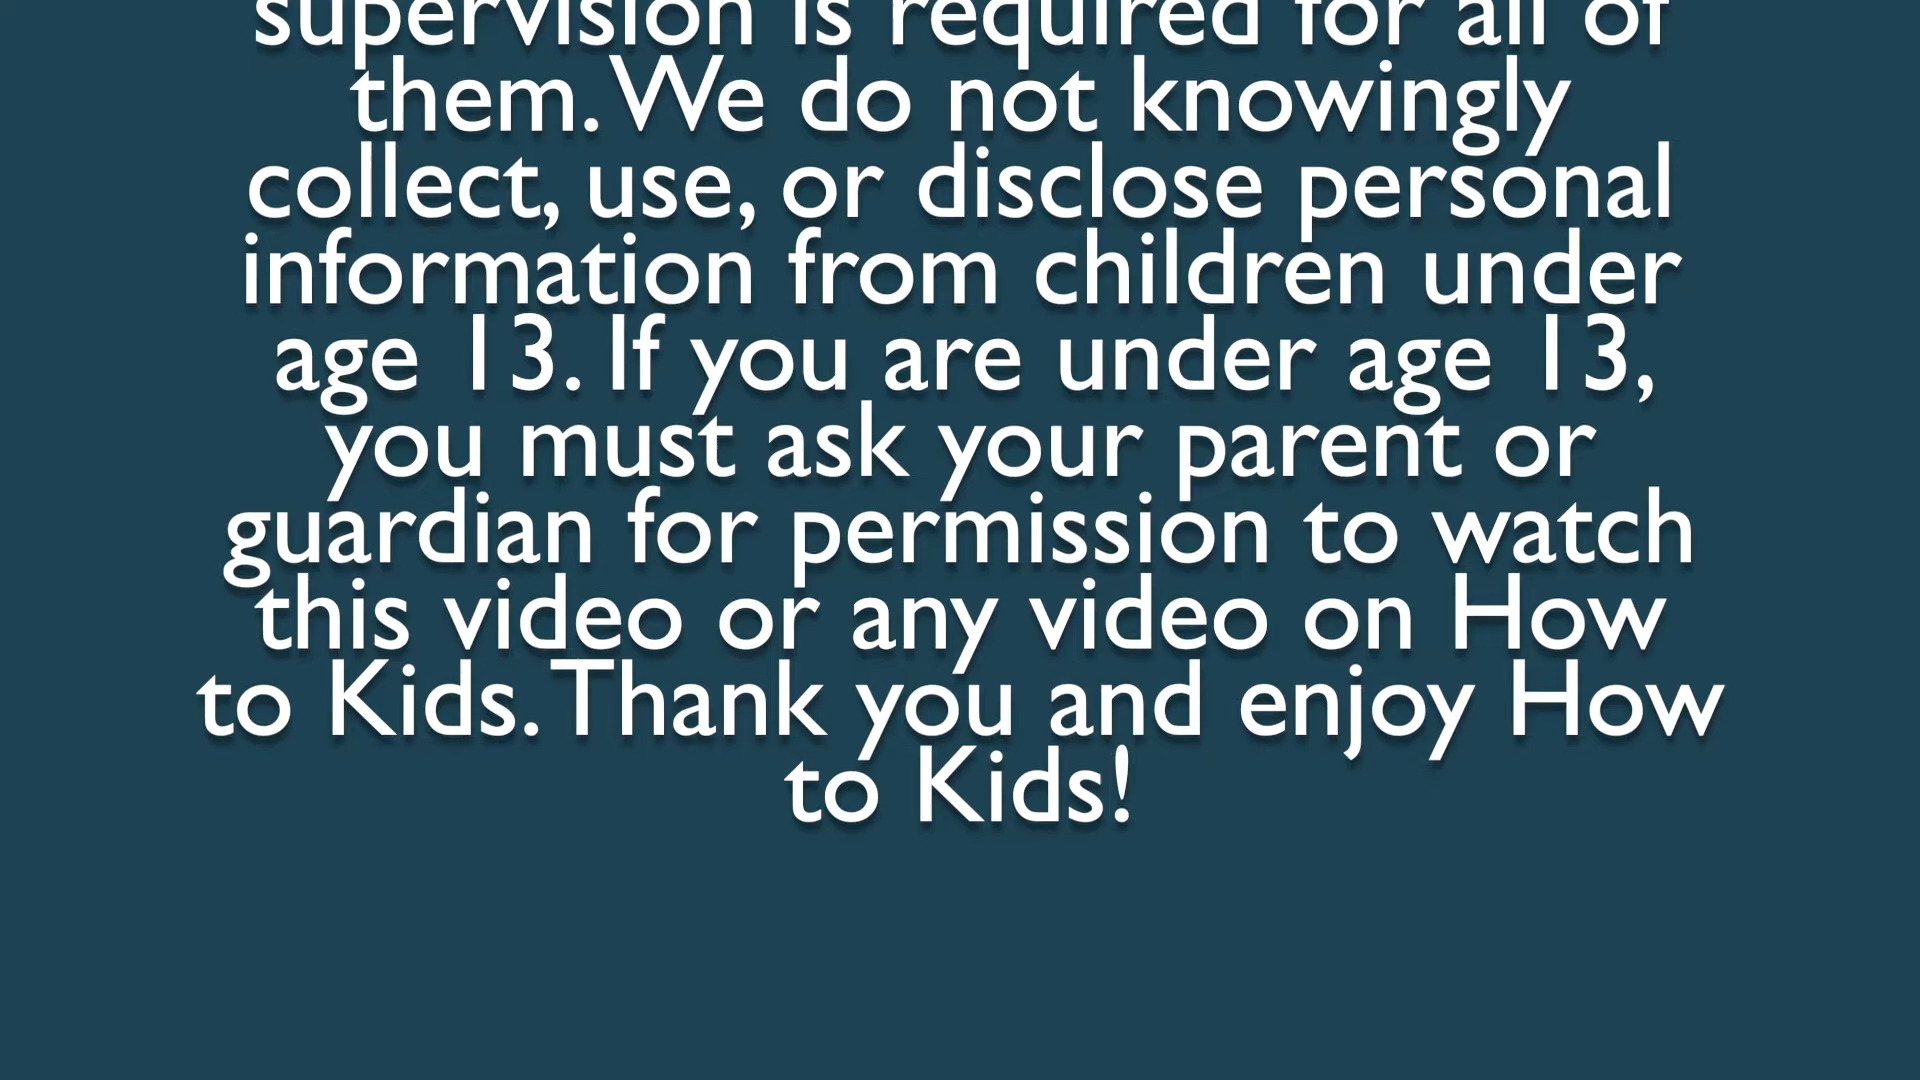 supervision is required for all of
them. We do not knowingly
collect, use, or disclose personal
information from children under
age 13. If you are under age 13,
you must ask your parent or
guardian for permission to watch
this video or any video on How
to Kids. Thank you and enjoy How
to Kids!